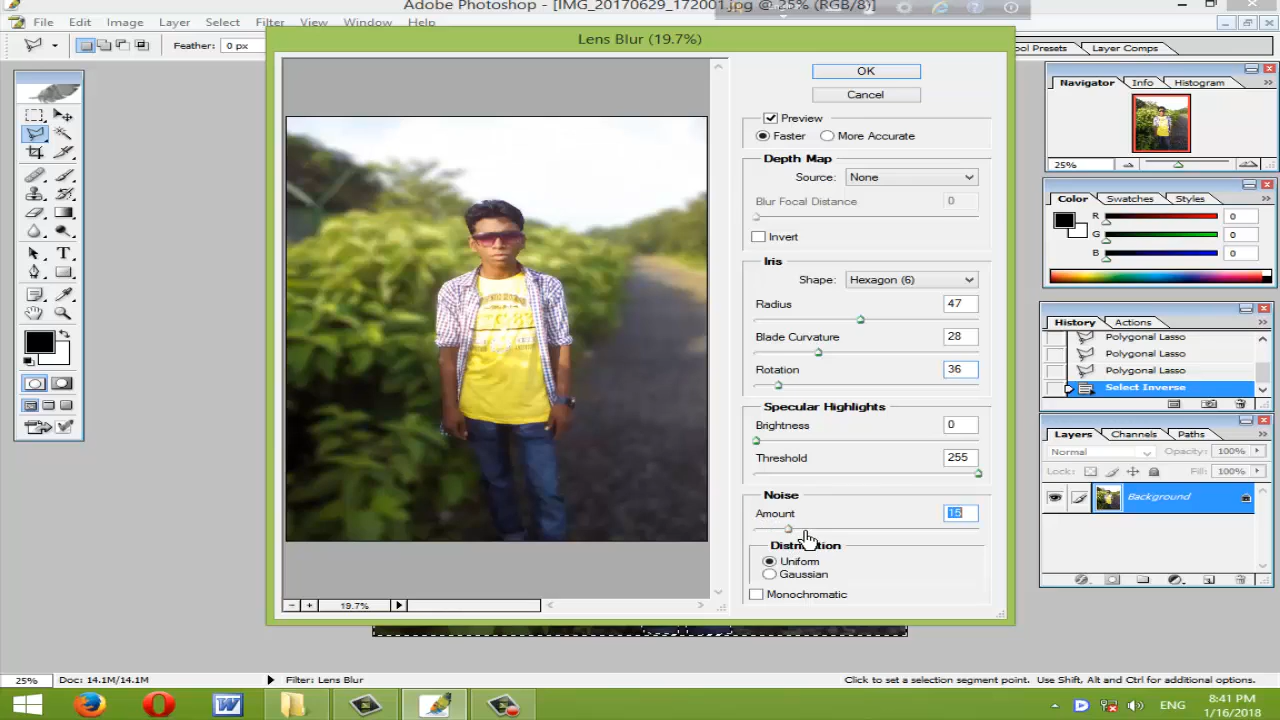 Adobe Photoshop - [IMG_20170629_172001.jpg @ 25% (RGB/8)]
File Edit Image Layer Select Filter View Window Help
Feather: 0 px
Tool Presets Layer Comps
Lens Blur (19.7%)
OK
Cancel
Preview
Faster More Accurate
Depth Map
Source: None
Blur Focal Distance 0
Invert
Iris
Shape: Hexagon (6)
Radius 47
Blade Curvature 28
Rotation 36
Specular Highlights
Brightness 0
Threshold 255
Noise
Amount 15
Uniform
Gaussian
Monochromatic
19.7%
Navigator Info Histogram
25%
Color Swatches Styles
R 0
G 0
B 0
History Actions
Polygonal Lasso
Polygonal Lasso
Polygonal Lasso
Select Inverse
Layers Channels Paths
Normal Opacity: 100%
Lock: Fill: 100%
Background
25% Doc: 14.1M/14.1M Filter: Lens Blur Click to set a selection segment point. Use Shift, Alt and Ctrl for additional options.
ENG
8:41 PM
1/16/2018